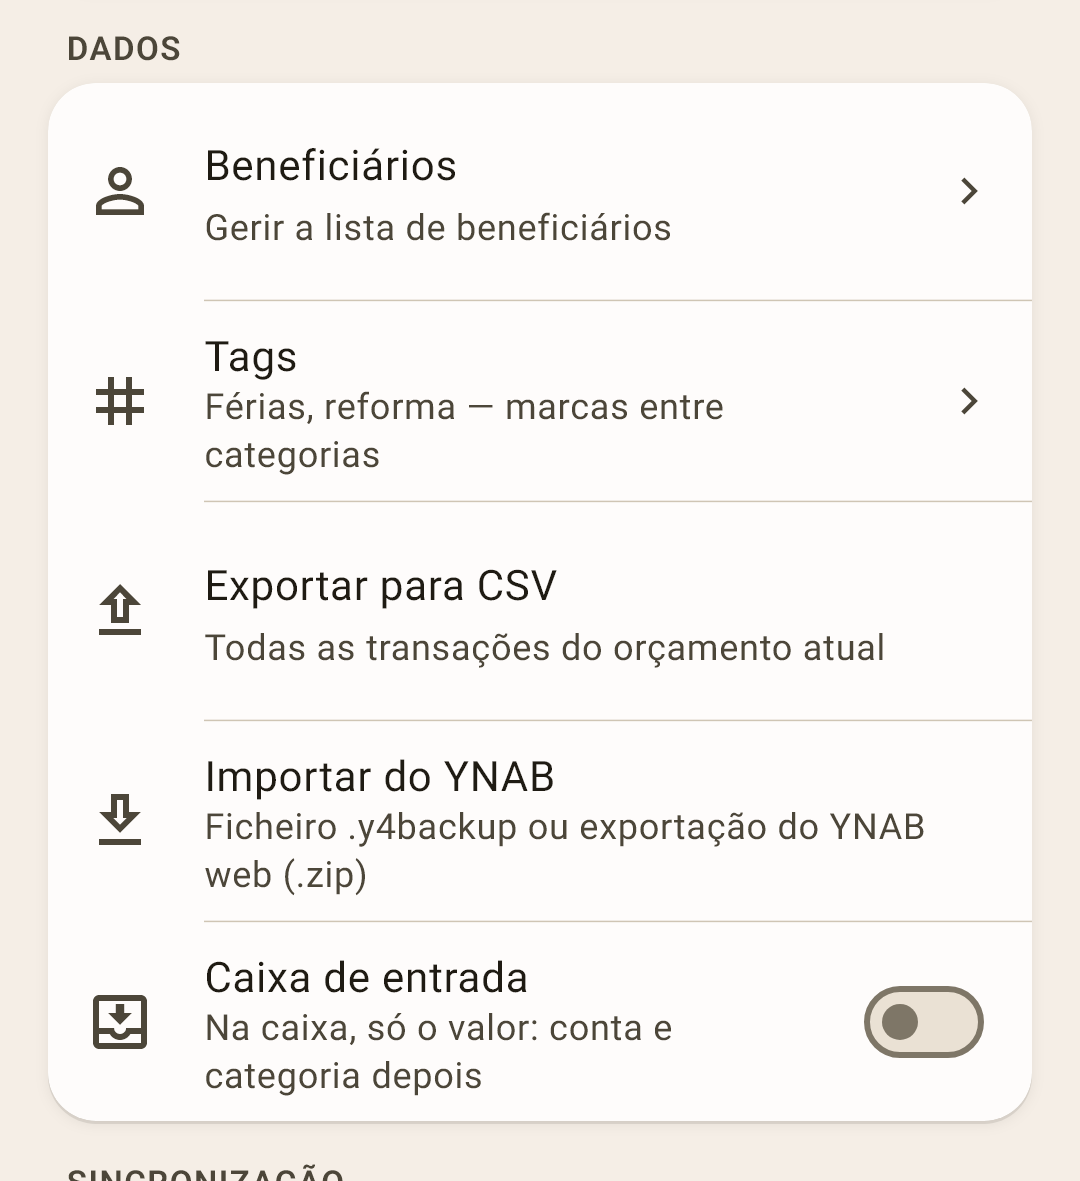 DADOS
Beneficiários
Gerir a lista de beneficiários
Tags
Férias, reforma — marcas entre
categorias
Exportar para CSV
Todas as transações do orçamento atual
Importar do YNAB
Ficheiro .y4backup ou exportação do YNAB
web (.zip)
Caixa de entrada
Na caixa, só o valor: conta e
categoria depois
SINCRONIZAÇÃO